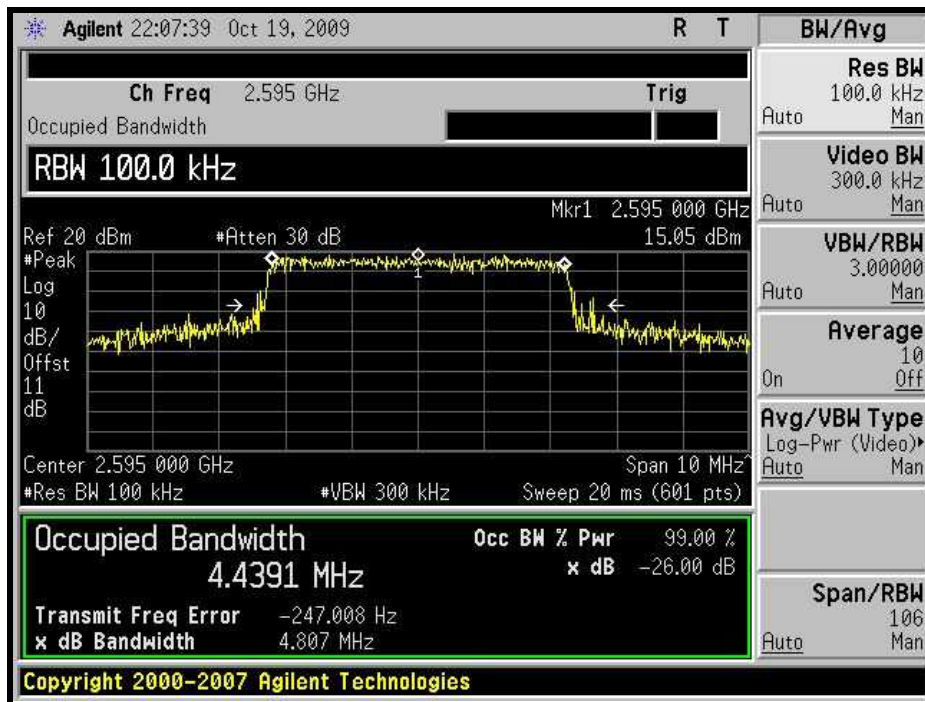 Agilent 22:07:39 Oct 19, 2009 R T
Ch Freq 2.595 GHz Trig
Occupied Bandwidth
RBW 100.0 kHz
Mkr1 2.595 000 GHz
Ref 20 dBm #Atten 30 dB 15.05 dBm
#Peak
Log
10
dB/
Offst
11
dB
1
Center 2.595 000 GHz Span 10 MHz^
#Res BW 100 kHz #VBW 300 kHz Sweep 20 ms (601 pts)
Occupied Bandwidth Occ BW % Pwr 99.00 %
4.4391 MHz x dB -26.00 dB
Transmit Freq Error -247.008 Hz
x dB Bandwidth 4.807 MHz
Copyright 2000-2007 Agilent Technologies
BW/Avg
Res BW
100.0 kHz
Auto Man
Video BW
300.0 kHz
Auto Man
VBW/RBW
3.00000
Auto Man
Average
10
On Off
Avg/VBW Type
Log-Pwr (Video)▸
Auto Man
Span/RBW
106
Auto Man